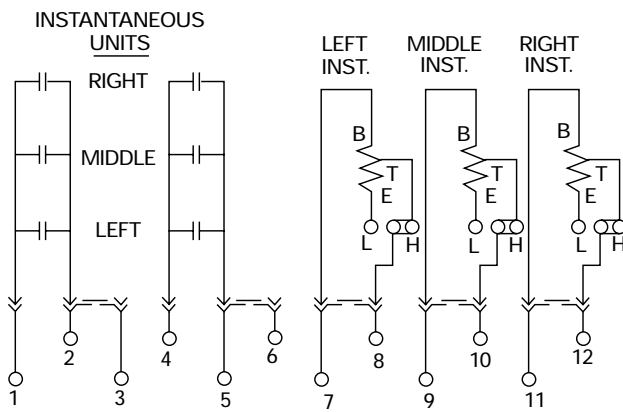 INSTANTANEOUS
UNITS
RIGHT
MIDDLE
LEFT
LEFT
INST.
MIDDLE
INST.
RIGHT
INST.
B
T
E
L
H
B
T
E
L
H
B
T
E
L
H
1
2
3
4
5
6
7
8
9
10
11
12